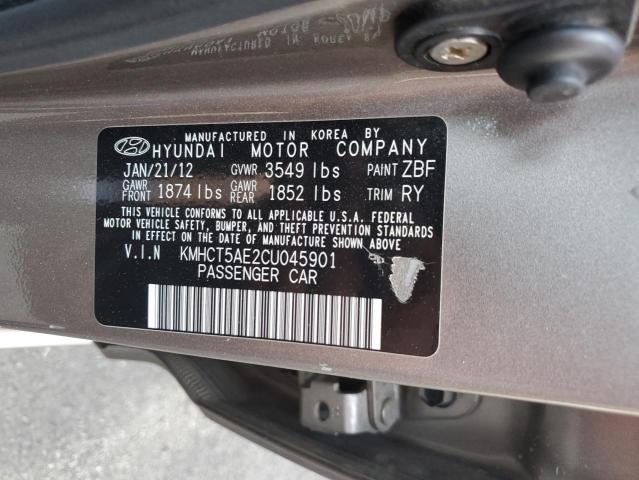 MANUFACTURED IN KOREA BY
HYUNDAI MOTOR COMPANY
JAN/21/12 GVWR 3549 lbs PAINT ZBF
GAWR FRONT 1874 lbs GAWR REAR 1852 lbs TRIM RY
THIS VEHICLE CONFORMS TO ALL APPLICABLE U.S.A. FEDERAL
MOTOR VEHICLE SAFETY, BUMPER, AND THEFT PREVENTION STANDARDS
IN EFFECT ON THE DATE OF MANUFACTURE SHOWN ABOVE.
V.I.N KMHCT5AE2CU045901
PASSENGER CAR